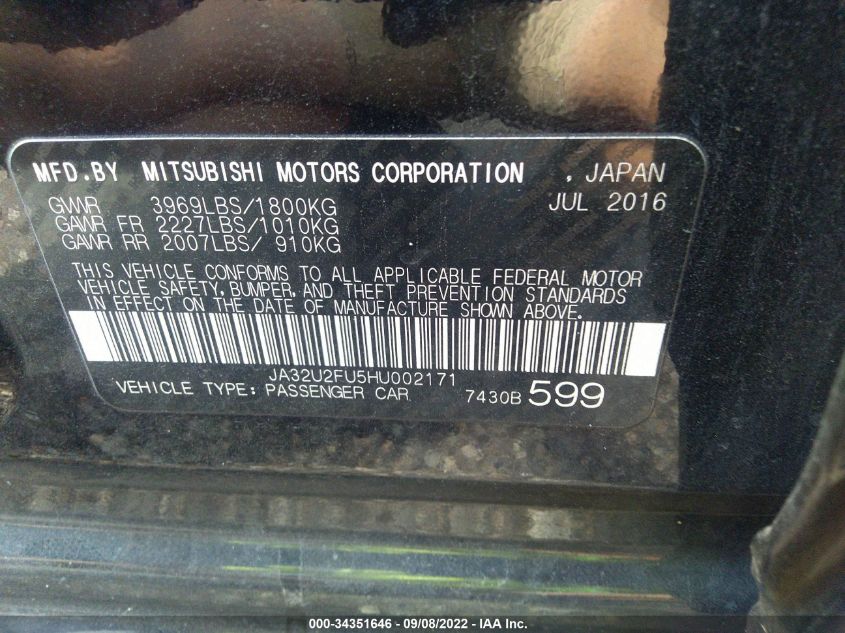 MFD.BY MITSUBISHI MOTORS CORPORATION , JAPAN
JUL 2016
GVWR 3969LBS/1800KG
GAWR FR 2227LBS/1010KG
GAWR RR 2007LBS/ 910KG
THIS VEHICLE CONFORMS TO ALL APPLICABLE FEDERAL MOTOR
VEHICLE SAFETY, BUMPER, AND THEFT PREVENTION STANDARDS
IN EFFECT ON THE DATE OF MANUFACTURE SHOWN ABOVE.
JA32U2FU5HU002171
VEHICLE TYPE: PASSENGER CAR 7430B 599
000-34351646 - 09/08/2022 - IAA Inc.